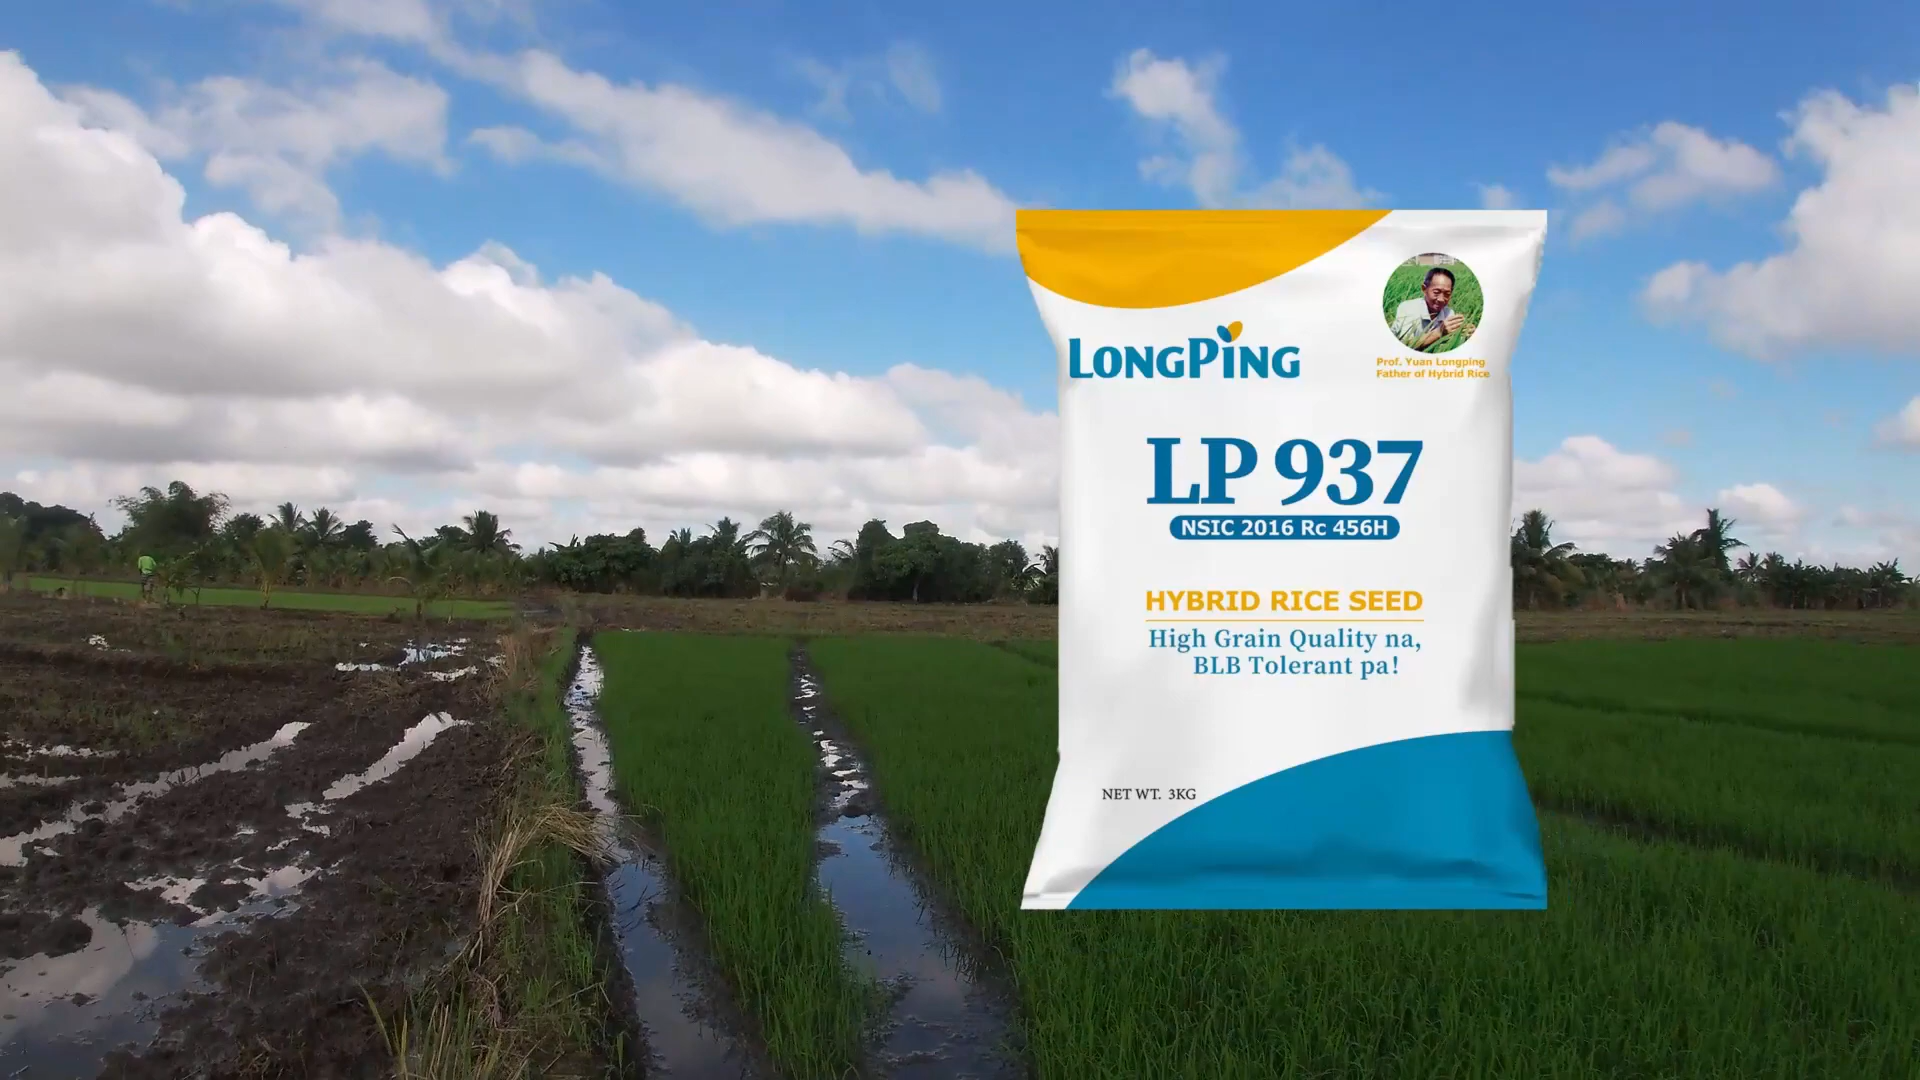 LONGPING
Prof. Yuan Longping
Father of Hybrid Rice
LP 937
NSIC 2016 Rc 456H
HYBRID RICE SEED
High Grain Quality na,
BLB Tolerant pa!
NET WT. 3KG